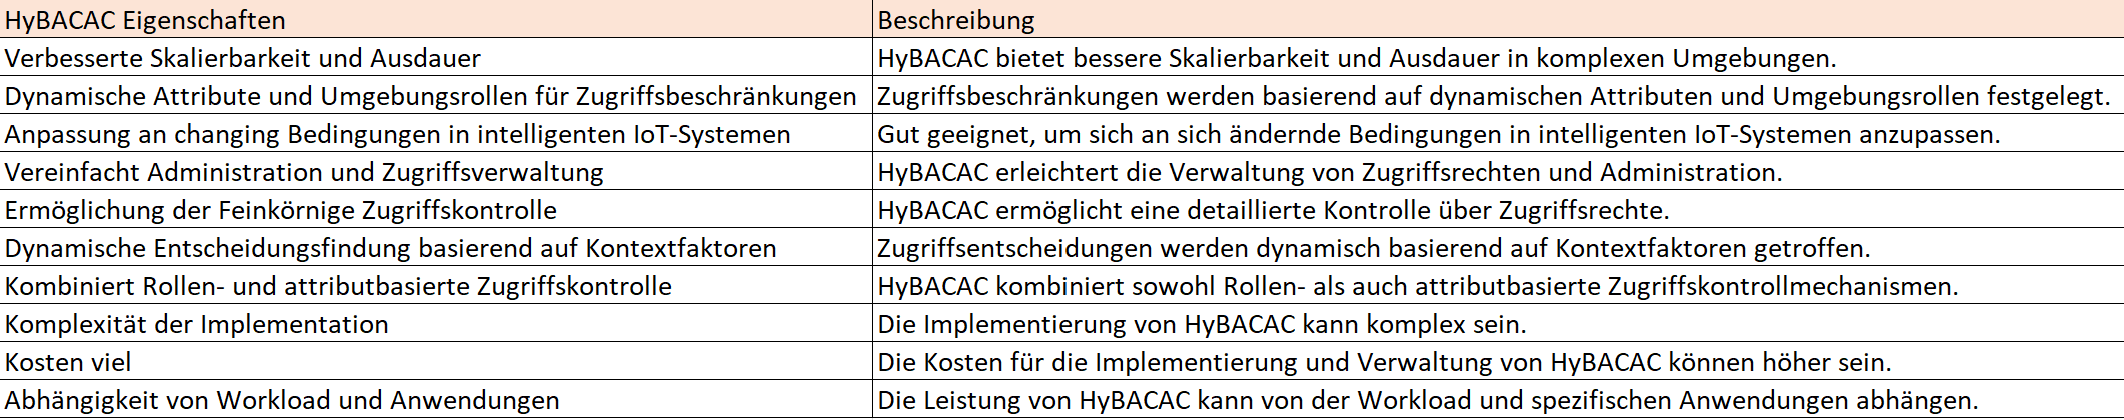 HyBACAC Eigenschaften Beschreibung
Verbesserte Skalierbarkeit und Ausdauer HyBACAC bietet bessere Skalierbarkeit und Ausdauer in komplexen Umgebungen.
Dynamische Attribute und Umgebungsrollen für Zugriffsbeschränkungen Zugriffsbeschränkungen werden basierend auf dynamischen Attributen und Umgebungsrollen festgelegt.
Anpassung an changing Bedingungen in intelligenten IoT-Systemen Gut geeignet, um sich an sich ändernde Bedingungen in intelligenten IoT-Systemen anzupassen.
Vereinfacht Administration und Zugriffsverwaltung HyBACAC erleichtert die Verwaltung von Zugriffsrechten und Administration.
Ermöglichung der Feinkörnige Zugriffskontrolle HyBACAC ermöglicht eine detaillierte Kontrolle über Zugriffsrechte.
Dynamische Entscheidungsfindung basierend auf Kontextfaktoren Zugriffsentscheidungen werden dynamisch basierend auf Kontextfaktoren getroffen.
Kombiniert Rollen- und attributbasierte Zugriffskontrolle HyBACAC kombiniert sowohl Rollen- als auch attributbasierte Zugriffskontrollmechanismen.
Komplexität der Implementation Die Implementierung von HyBACAC kann komplex sein.
Kosten viel Die Kosten für die Implementierung und Verwaltung von HyBACAC können höher sein.
Abhängigkeit von Workload und Anwendungen Die Leistung von HyBACAC kann von der Workload und spezifischen Anwendungen abhängen.